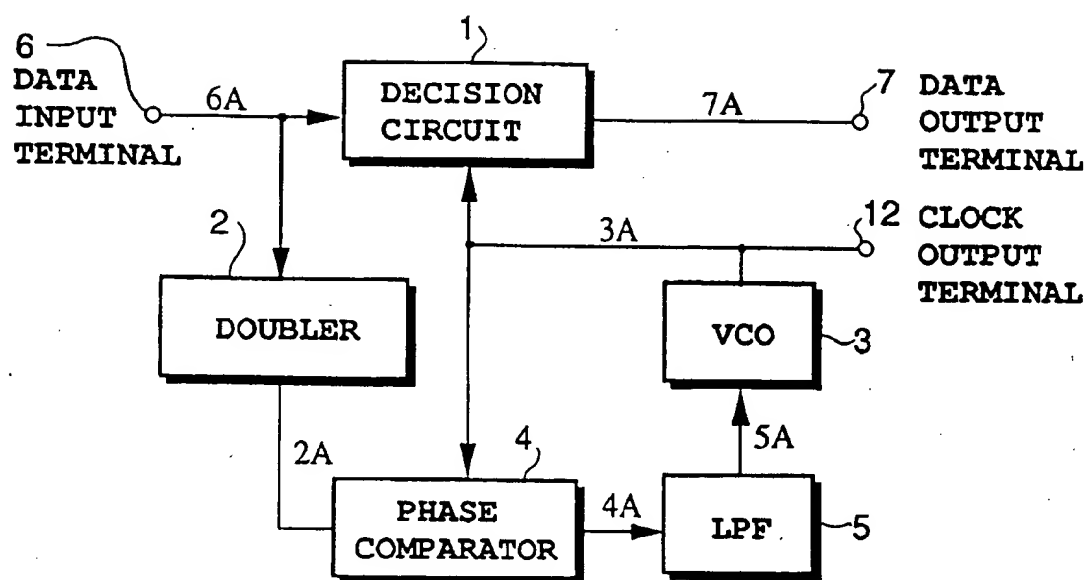 1
6
DATA
INPUT
TERMINAL
6A
DECISION
CIRCUIT
7A
7
DATA
OUTPUT
TERMINAL
2
3A
12
CLOCK
OUTPUT
TERMINAL
DOUBLER
VCO
3
2A
4
5A
PHASE
COMPARATOR
4A
LPF
5